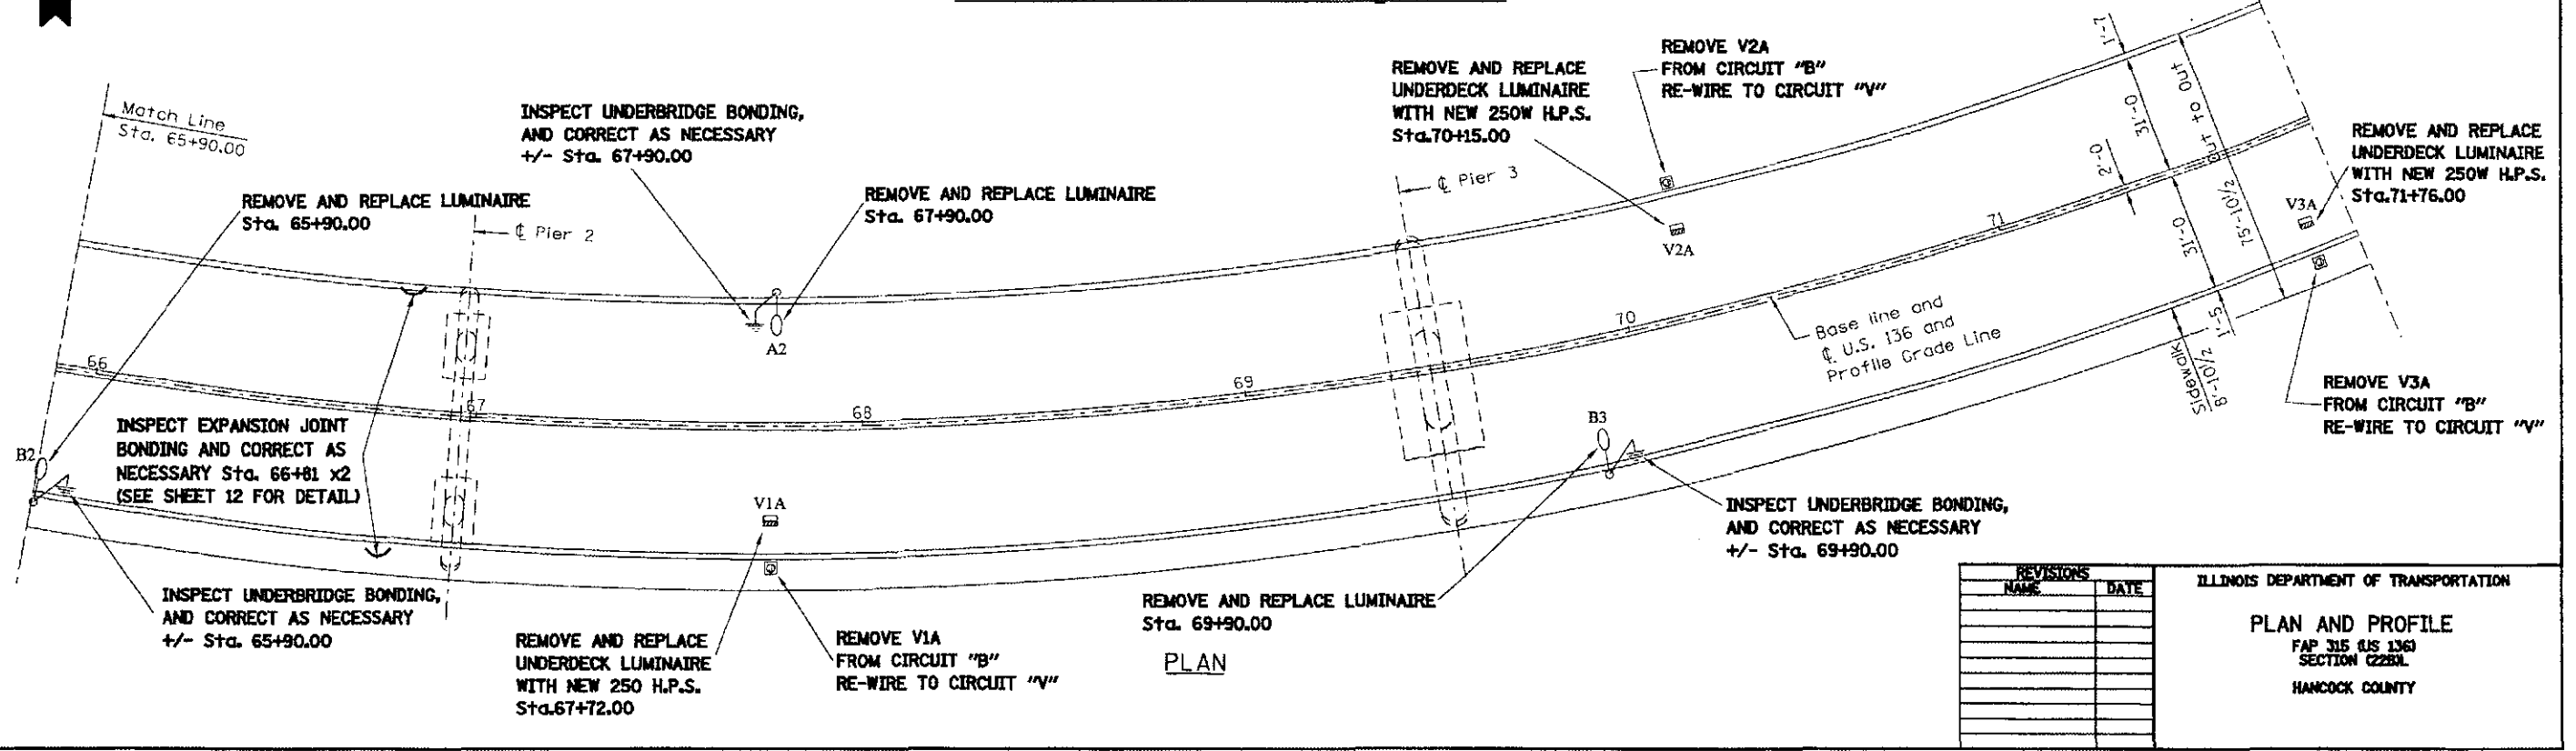 Match Line
Sta. 65+90.00
REMOVE AND REPLACE LUMINAIRE
Sta. 65+90.00
℄ Pier 2
INSPECT UNDERBRIDGE BONDING,
AND CORRECT AS NECESSARY
+/- Sta. 67+90.00
REMOVE AND REPLACE LUMINAIRE
Sta. 67+90.00
A2
REMOVE AND REPLACE
UNDERDECK LUMINAIRE
WITH NEW 250W H.P.S.
Sta.70+15.00
REMOVE V2A
FROM CIRCUIT "B"
RE-WIRE TO CIRCUIT "V"
℄ Pier 3
V2A
1'-7
31'-0
2'-0
31'-0
75'-10 1/2 Out to Out
1'-5
8'-10 1/2
Sidewalk
REMOVE AND REPLACE
UNDERDECK LUMINAIRE
WITH NEW 250W H.P.S.
Sta.71+76.00
V3A
66
67
68
69
70
71
Base line and
℄ U.S. 136 and
Profile Grade Line
REMOVE V3A
FROM CIRCUIT "B"
RE-WIRE TO CIRCUIT "V"
INSPECT EXPANSION JOINT
BONDING AND CORRECT AS
NECESSARY Sta. 66+81 x2
(SEE SHEET 12 FOR DETAIL)
B2
B3
V1A
INSPECT UNDERBRIDGE BONDING,
AND CORRECT AS NECESSARY
+/- Sta. 65+90.00
REMOVE AND REPLACE
UNDERDECK LUMINAIRE
WITH NEW 250 H.P.S.
Sta.67+72.00
REMOVE V1A
FROM CIRCUIT "B"
RE-WIRE TO CIRCUIT "V"
REMOVE AND REPLACE LUMINAIRE
Sta. 69+90.00
INSPECT UNDERBRIDGE BONDING,
AND CORRECT AS NECESSARY
+/- Sta. 69+90.00
PLAN
REVISIONS
NAME DATE
ILLINOIS DEPARTMENT OF TRANSPORTATION
PLAN AND PROFILE
FAP 315 (US 136)
SECTION
HANCOCK COUNTY